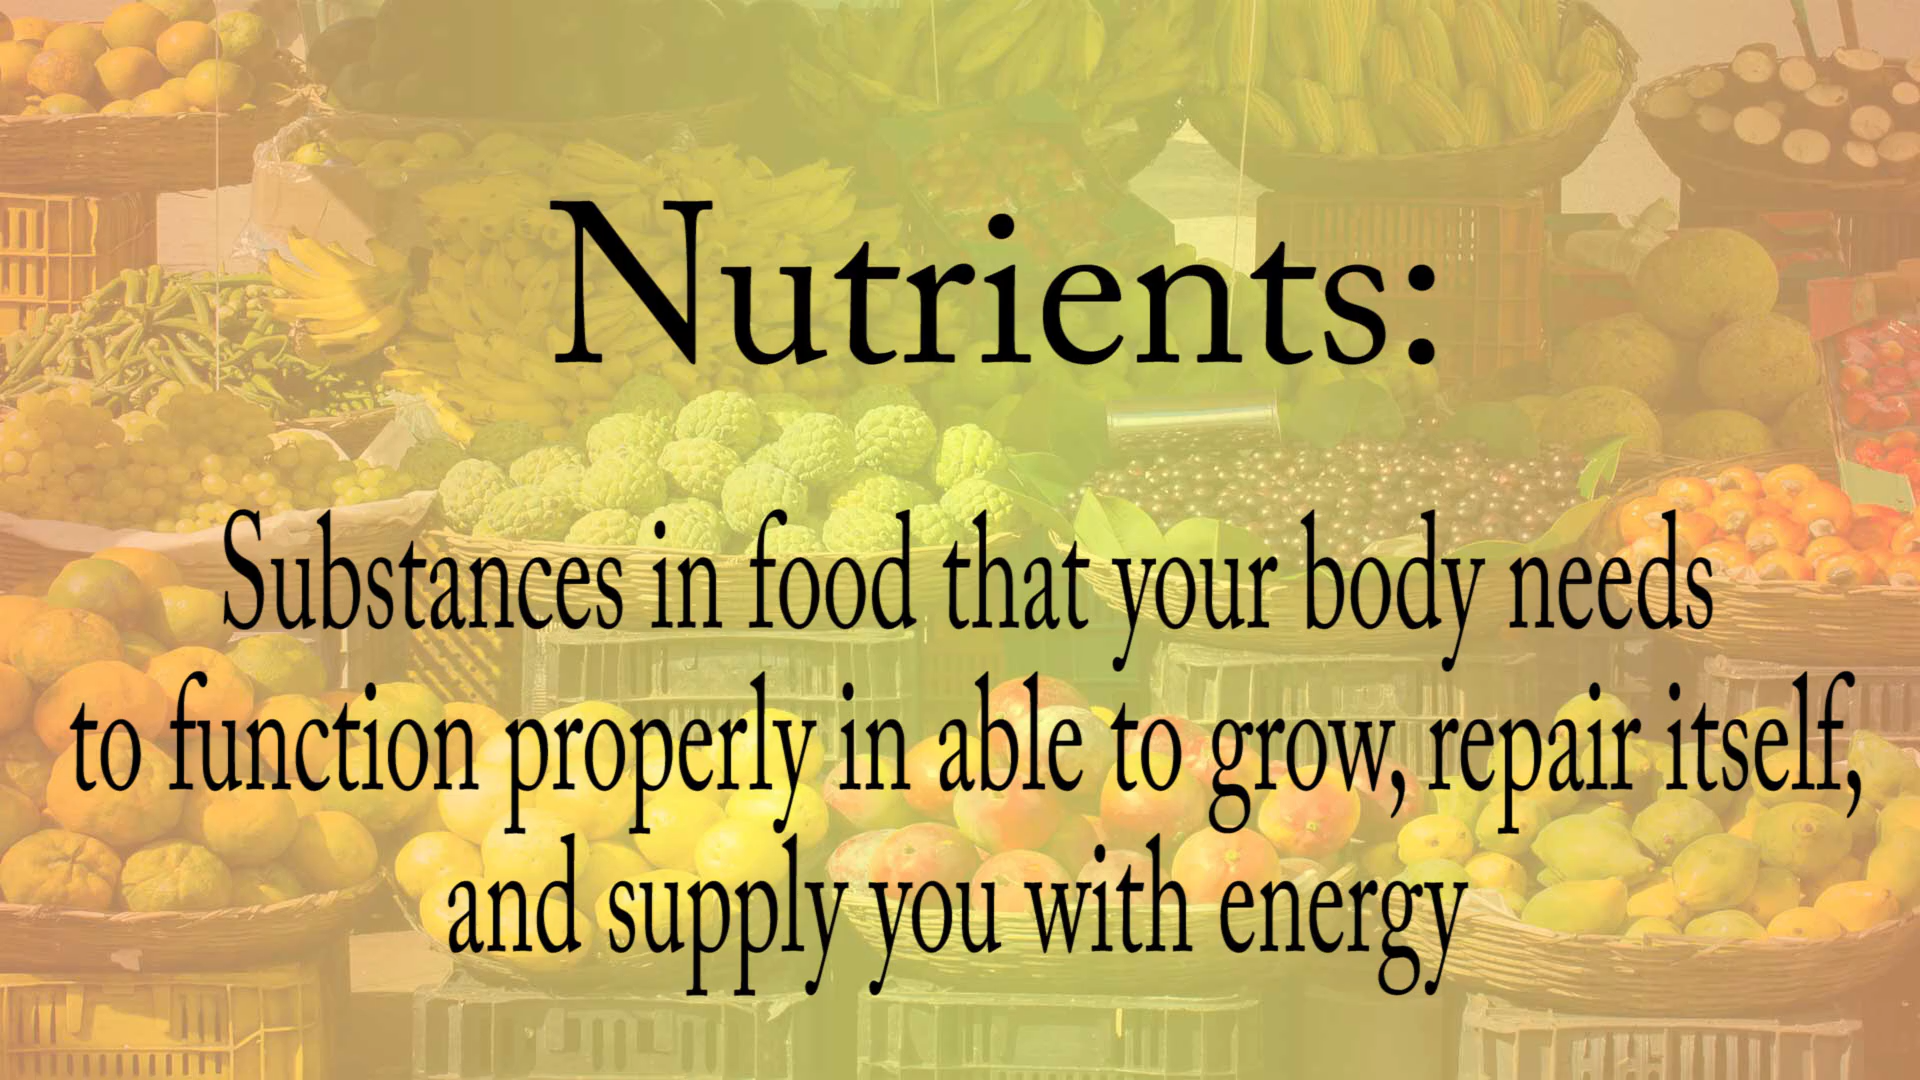 Nutrients:
Substances in food that your body needs
to function properly in able to grow, repair itself,
and supply you with energy